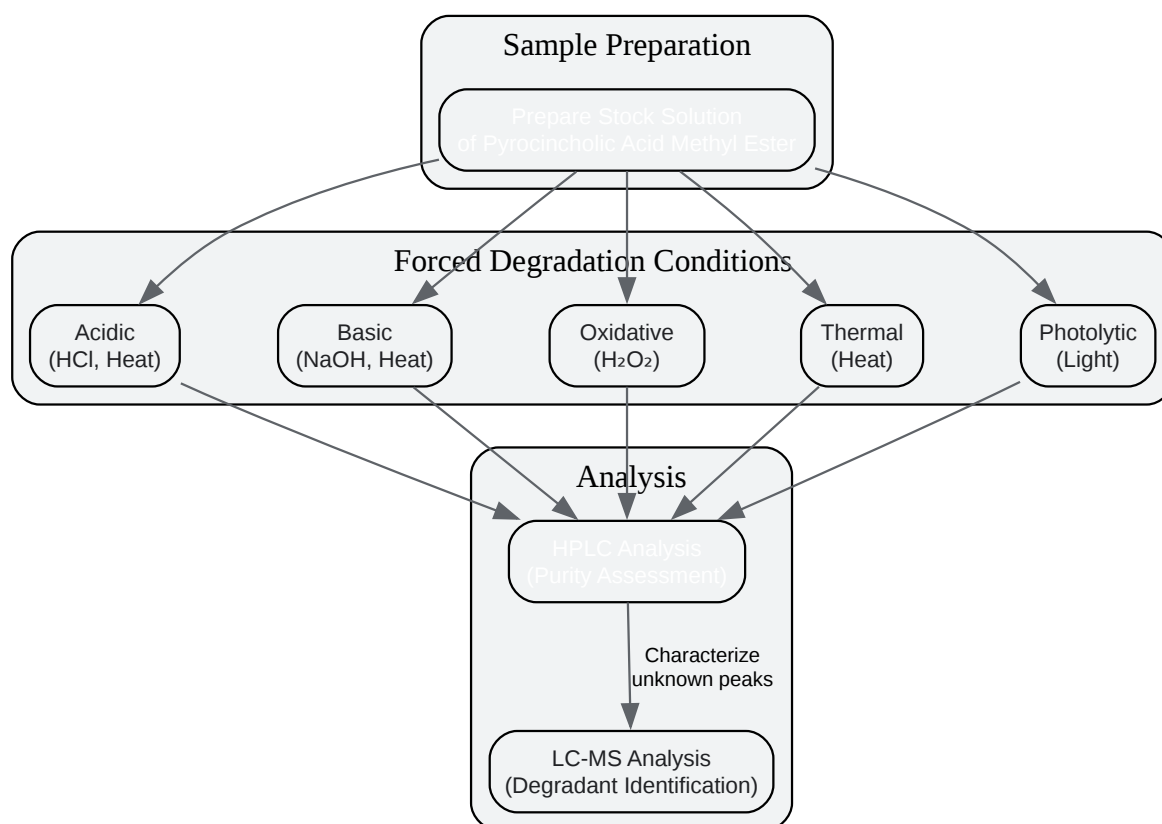 Sample Preparation
Prepare Stock Solution
of Pyrocincholic Acid Methyl Ester
Forced Degradation Conditions
Acidic
(HCl, Heat)
Basic
(NaOH, Heat)
Oxidative
(H₂O₂)
Thermal
(Heat)
Photolytic
(Light)
Analysis
HPLC Analysis
(Purity Assessment)
Characterize
unknown peaks
LC-MS Analysis
(Degradant Identification)